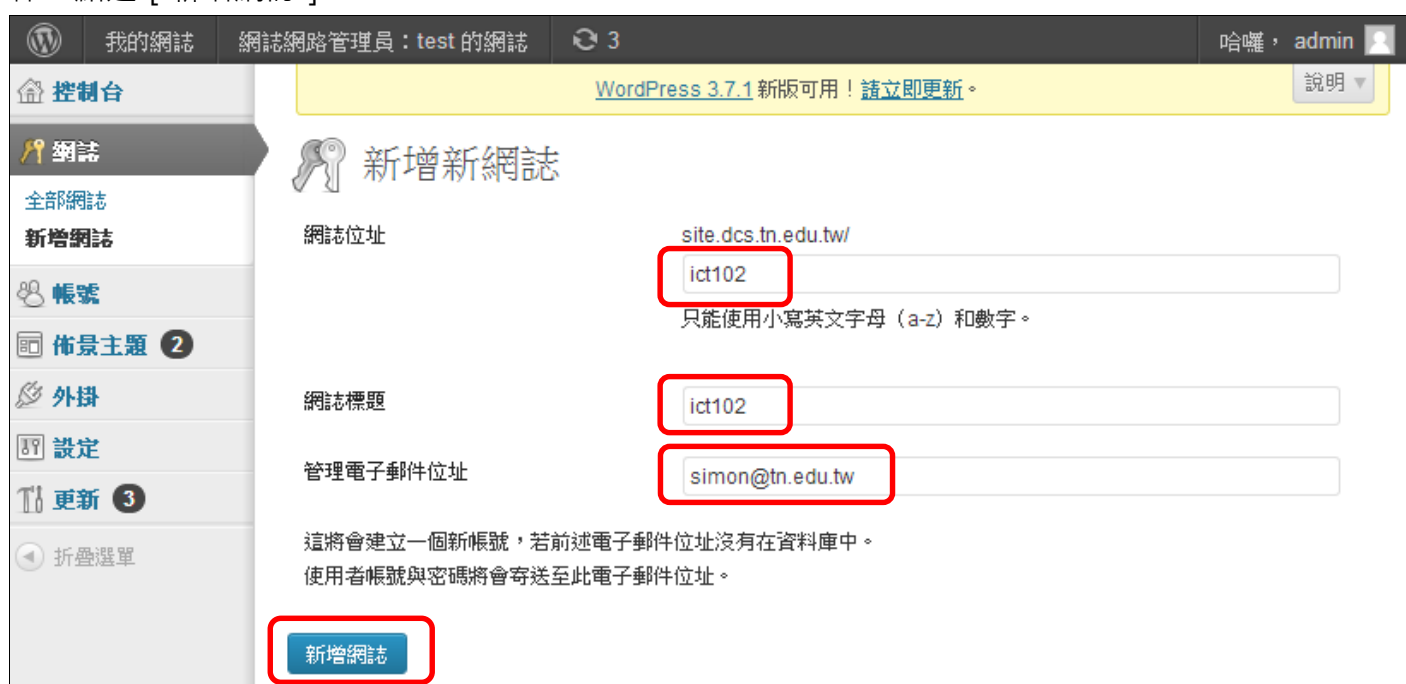 我的網誌 網誌網路管理員：test 的網誌 3 哈囉， admin
控制台
WordPress 3.7.1 新版可用！請立即更新。
說明
網誌
全部網誌
新增網誌
帳號
佈景主題 2
外掛
設定
更新 3
折疊選單
新增新網誌
網誌位址
site.dcs.tn.edu.tw/
ict102
只能使用小寫英文字母（a-z）和數字。
網誌標題
ict102
管理電子郵件位址
simon@tn.edu.tw
這將會建立一個新帳號，若前述電子郵件位址沒有在資料庫中。
使用者帳號與密碼將會寄送至此電子郵件位址。
新增網誌